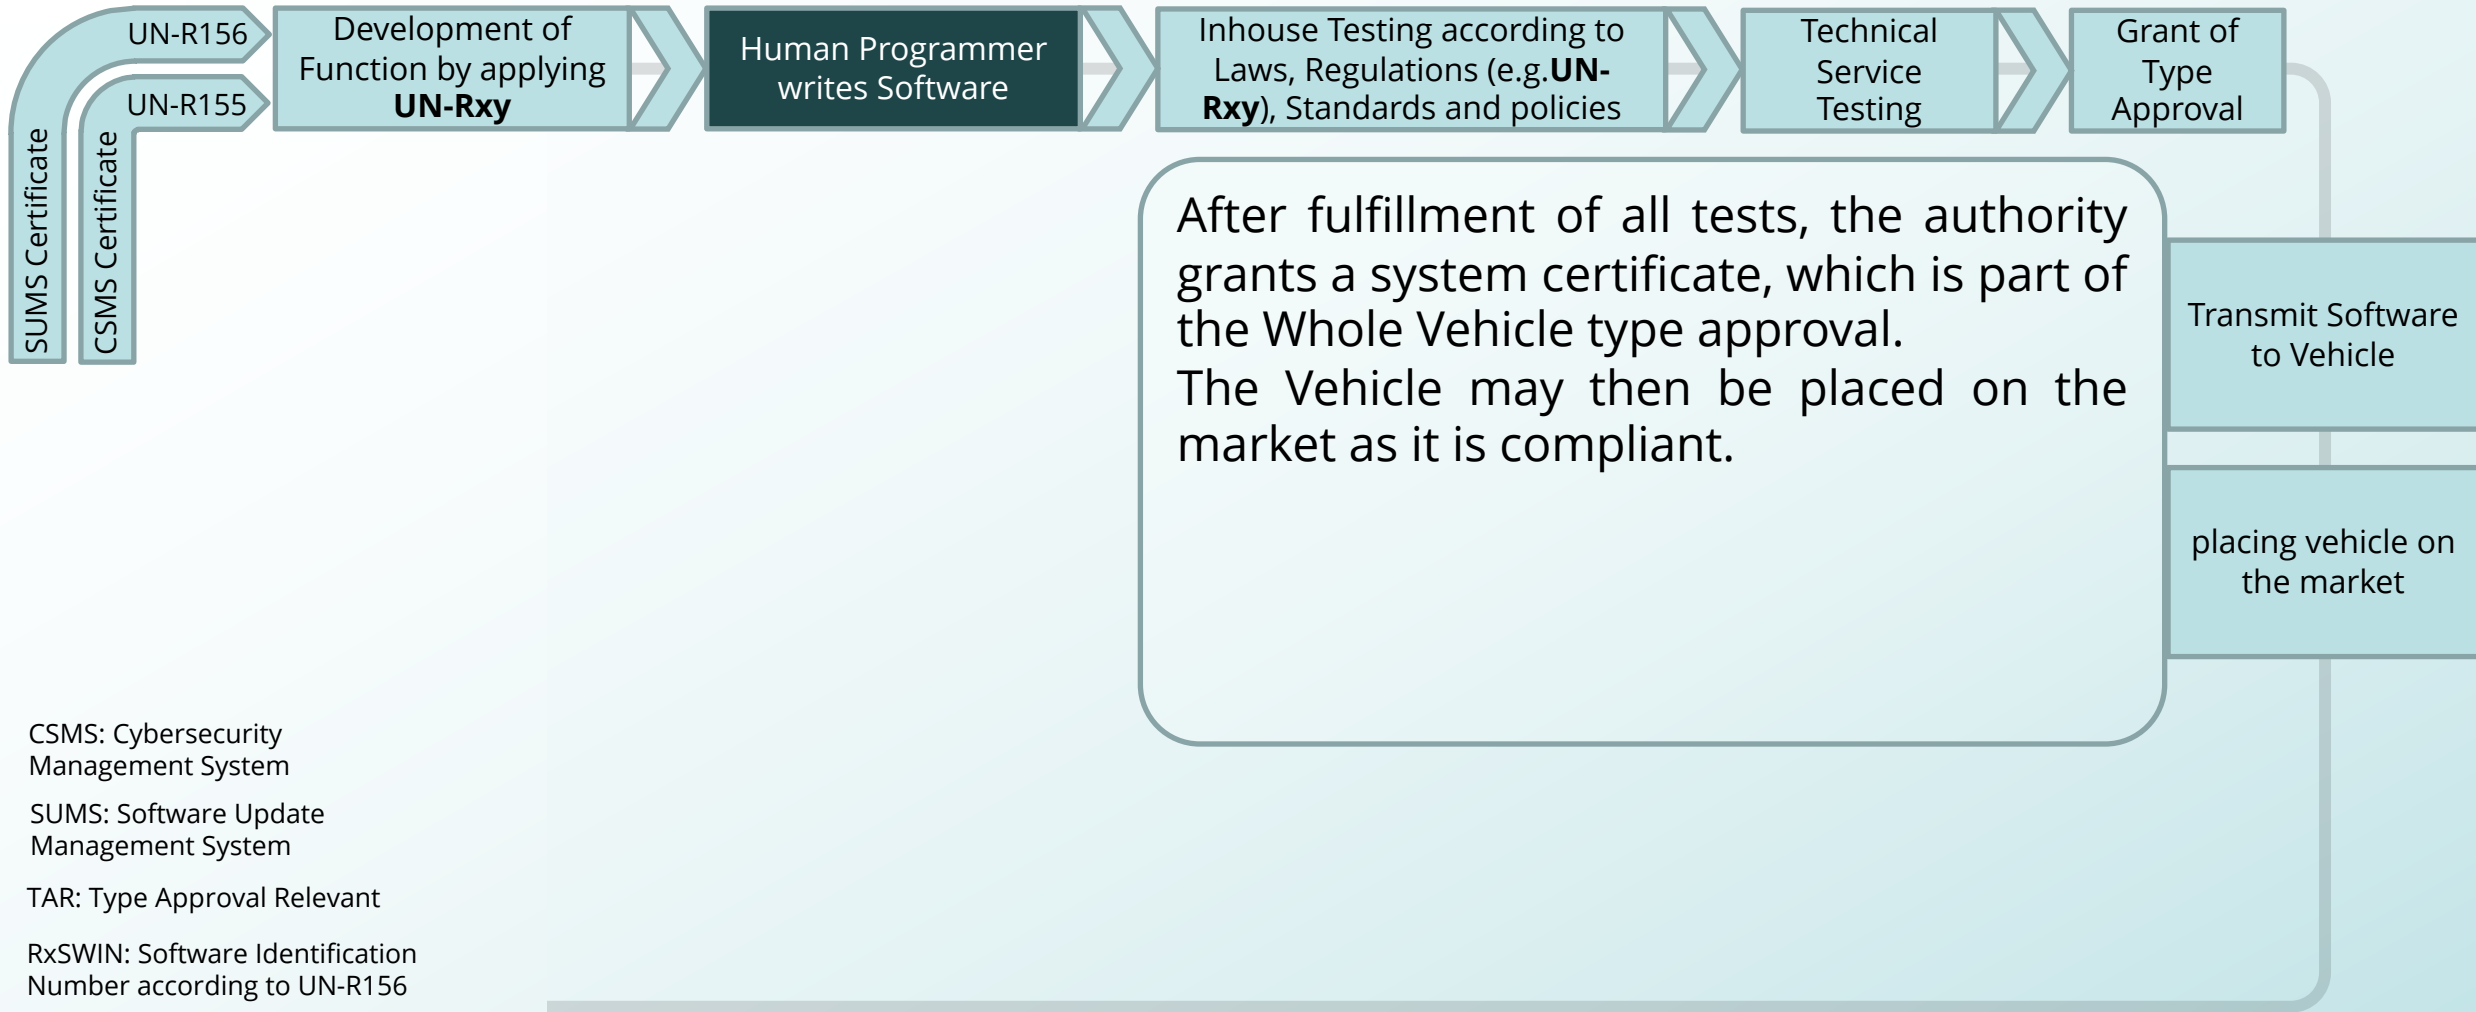 UN-R156
UN-R155
SUMS Certificate
CSMS Certificate
Development of
Function by applying
UN-Rxy
Human Programmer
writes Software
Inhouse Testing according to
Laws, Regulations (e.g.UN-
Rxy), Standards and policies
Technical
Service
Testing
Grant of
Type
Approval
After fulfillment of all tests, the authority
grants a system certificate, which is part of
the Whole Vehicle type approval.
The Vehicle may then be placed on the
market as it is compliant.
Transmit Software
to Vehicle
placing vehicle on
the market
CSMS: Cybersecurity
Management System
SUMS: Software Update
Management System
TAR: Type Approval Relevant
RxSWIN: Software Identification
Number according to UN-R156